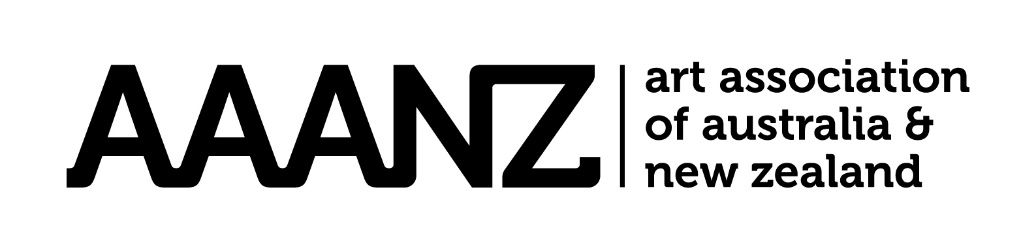 AAANZ
art association
of australia &
new zealand